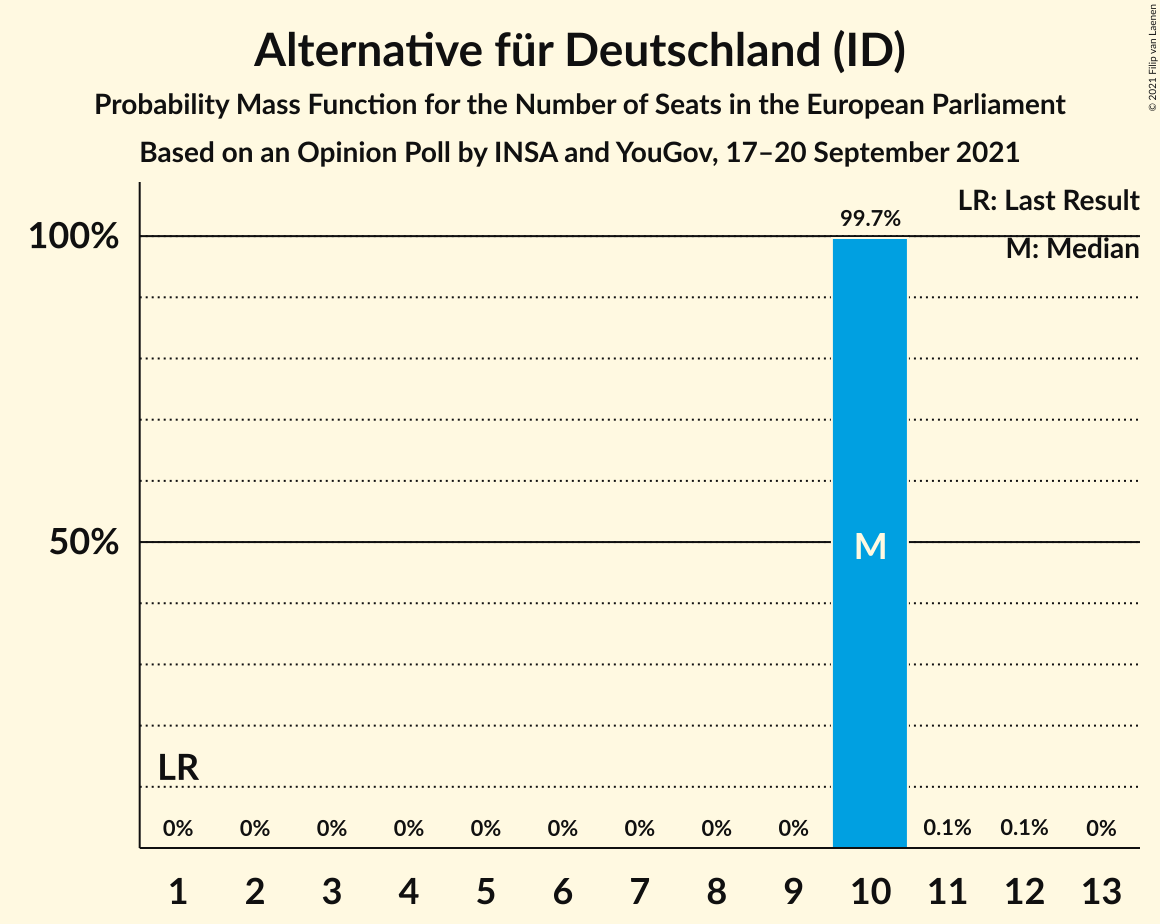 Alternative für Deutschland (ID)
Probability Mass Function for the Number of Seats in the European Parliament
Based on an Opinion Poll by INSA and YouGov, 17–20 September 2021
© 2021 Filip van Laenen
LR: Last Result
M: Median
99.7%
100%
50%
M
LR
0% 0% 0% 0% 0% 0% 0% 0% 0% 0.1% 0.1% 0%
1 2 3 4 5 6 7 8 9 10 11 12 13